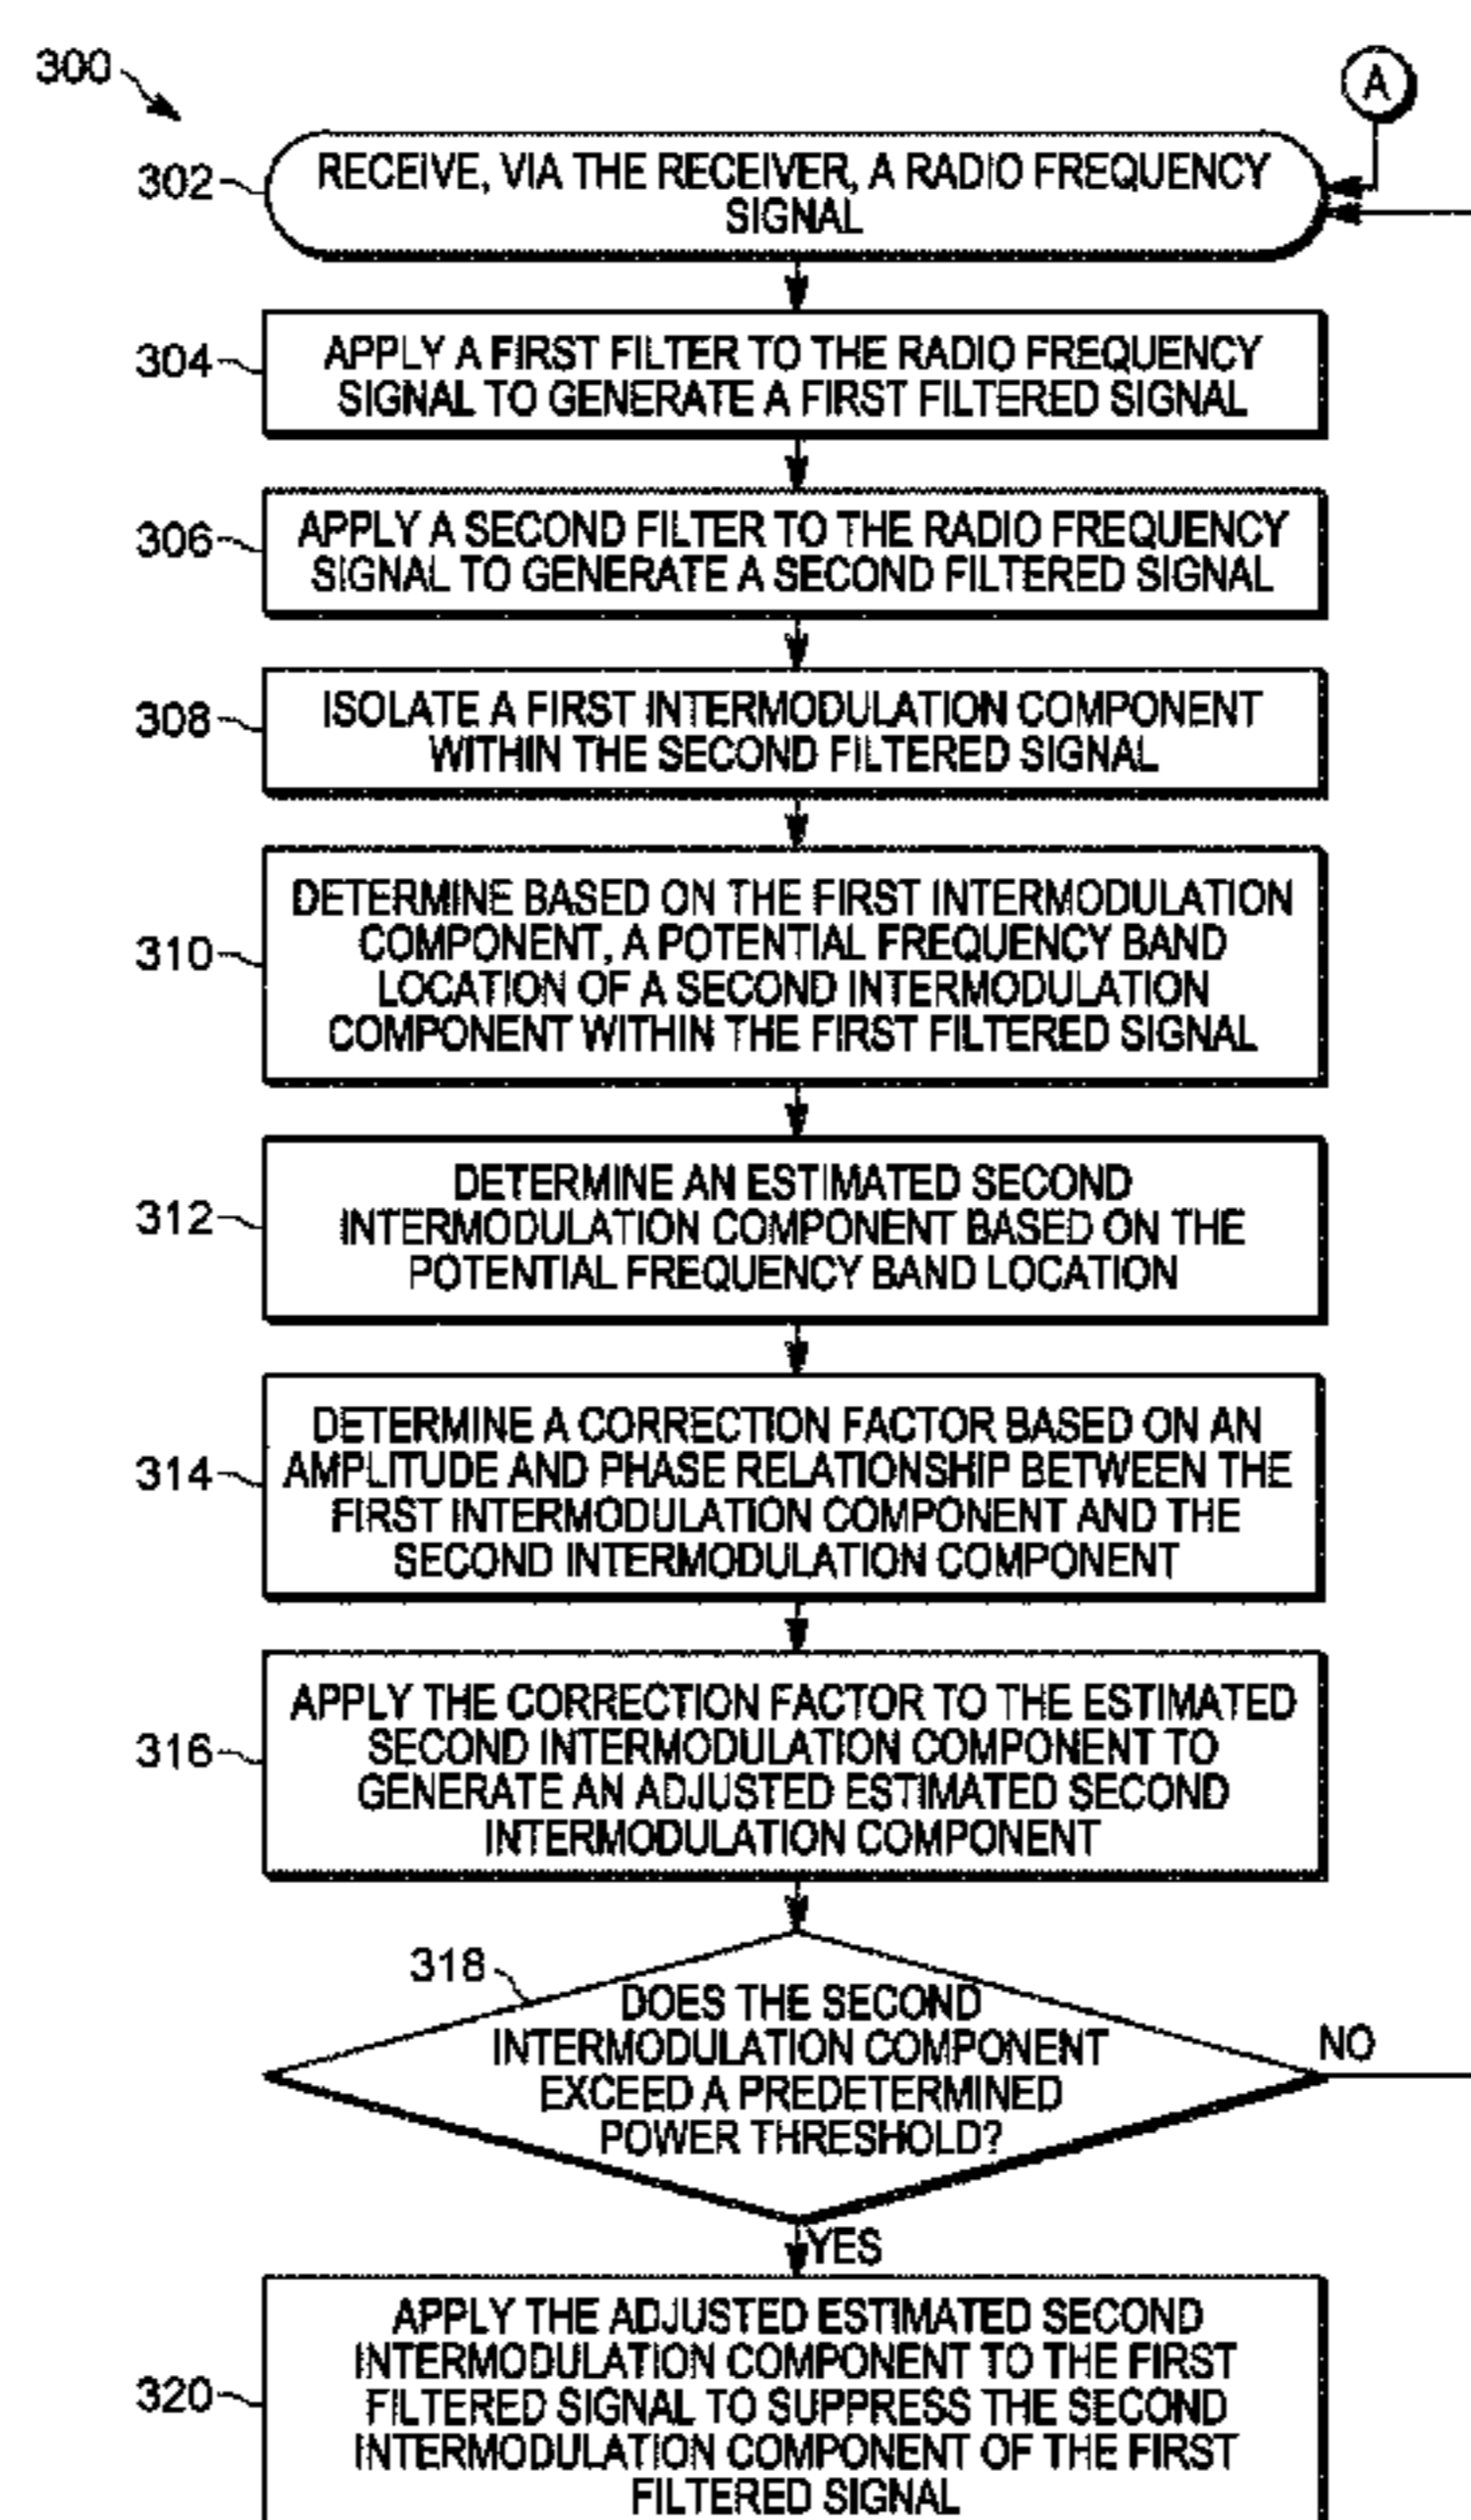 300
A
302
RECEIVE, VIA THE RECEIVER, A RADIO FREQUENCY
SIGNAL
304
APPLY A FIRST FILTER TO THE RADIO FREQUENCY
SIGNAL TO GENERATE A FIRST FILTERED SIGNAL
306
APPLY A SECOND FILTER TO THE RADIO FREQUENCY
SIGNAL TO GENERATE A SECOND FILTERED SIGNAL
308
ISOLATE A FIRST INTERMODULATION COMPONENT
WITHIN THE SECOND FILTERED SIGNAL
310
DETERMINE BASED ON THE FIRST INTERMODULATION
COMPONENT, A POTENTIAL FREQUENCY BAND
LOCATION OF A SECOND INTERMODULATION
COMPONENT WITHIN THE FIRST FILTERED SIGNAL
312
DETERMINE AN ESTIMATED SECOND
INTERMODULATION COMPONENT BASED ON THE
POTENTIAL FREQUENCY BAND LOCATION
314
DETERMINE A CORRECTION FACTOR BASED ON AN
AMPLITUDE AND PHASE RELATIONSHIP BETWEEN THE
FIRST INTERMODULATION COMPONENT AND THE
SECOND INTERMODULATION COMPONENT
316
APPLY THE CORRECTION FACTOR TO THE ESTIMATED
SECOND INTERMODULATION COMPONENT TO
GENERATE AN ADJUSTED ESTIMATED SECOND
INTERMODULATION COMPONENT
318
DOES THE SECOND
INTERMODULATION COMPONENT
EXCEED A PREDETERMINED
POWER THRESHOLD?
NO
YES
320
APPLY THE ADJUSTED ESTIMATED SECOND
INTERMODULATION COMPONENT TO THE FIRST
FILTERED SIGNAL TO SUPPRESS THE SECOND
INTERMODULATION COMPONENT OF THE FIRST
FILTERED SIGNAL